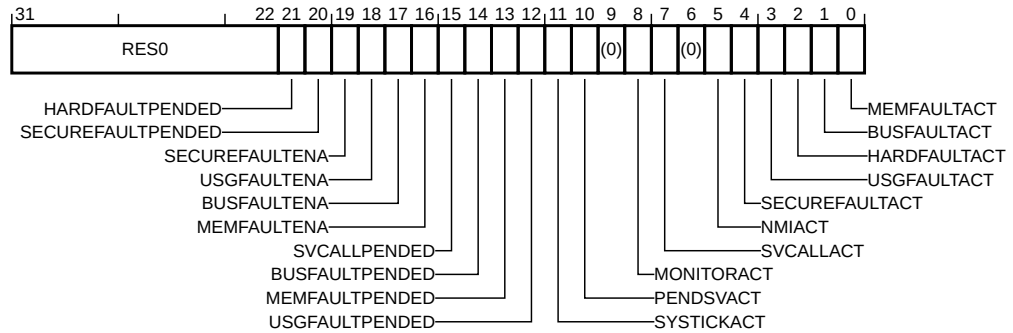 31 22 21 20 19 18 17 16 15 14 13 12 11 10 9 8 7 6 5 4 3 2 1 0
RES0 (0) (0)
HARDFAULTPENDED MEMFAULTACT
SECUREFAULTPENDED BUSFAULTACT
SECUREFAULTENA HARDFAULTACT
USGFAULTENA USGFAULTACT
BUSFAULTENA SECUREFAULTACT
MEMFAULTENA NMIACT
SVCALLPENDED SVCALLACT
BUSFAULTPENDED MONITORACT
MEMFAULTPENDED PENDSVACT
USGFAULTPENDED SYSTICKACT